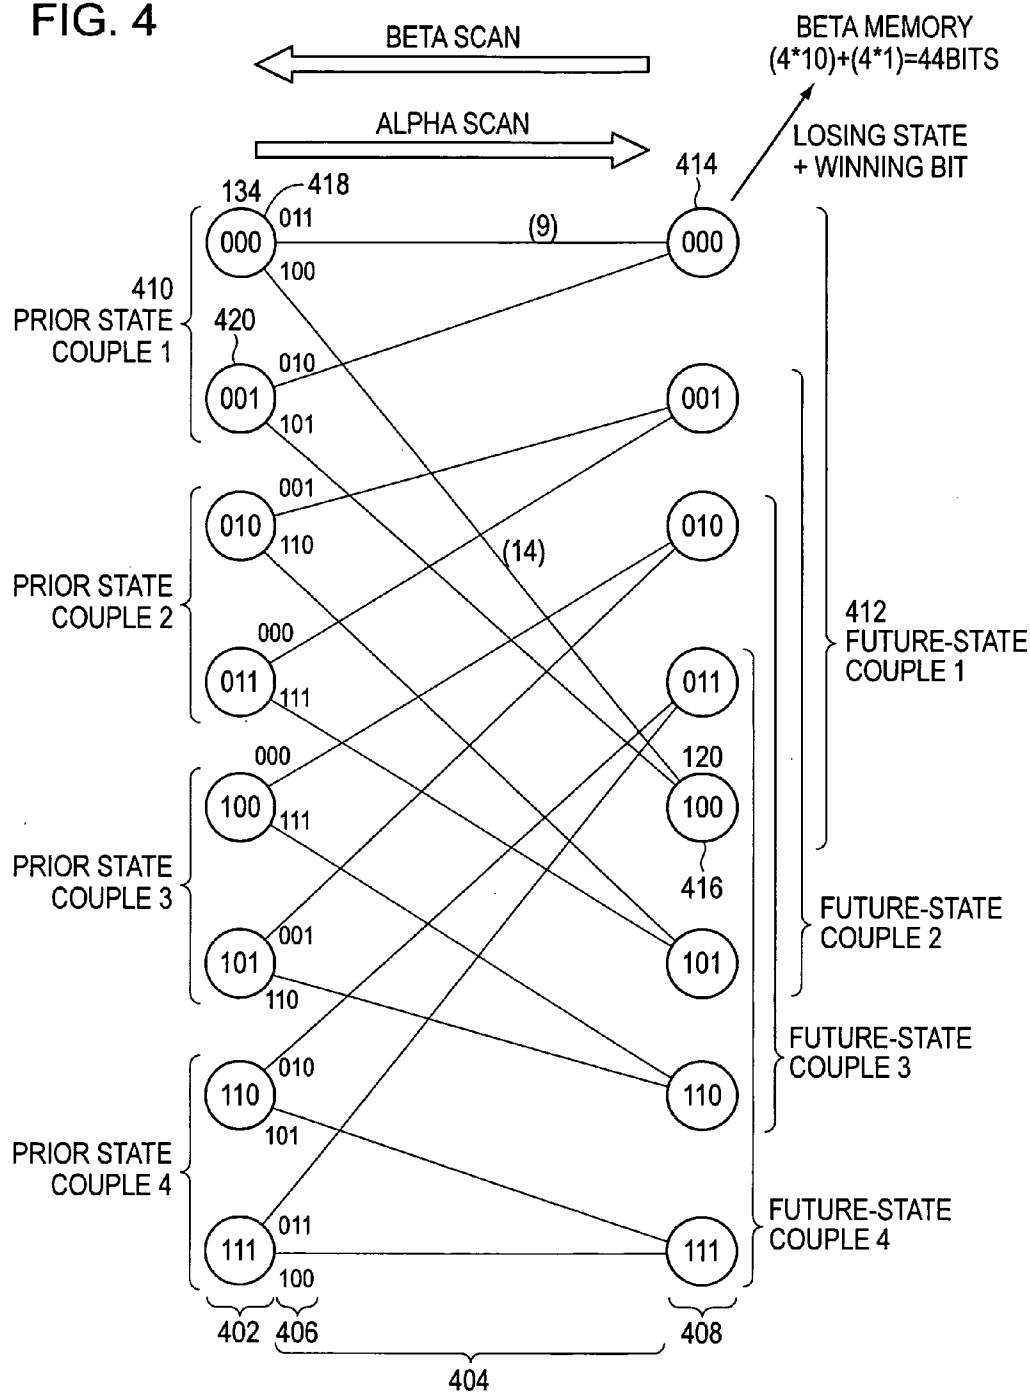 FIG. 4
BETA SCAN
BETA MEMORY
(4*10)+(4*1)=44BITS
ALPHA SCAN
LOSING STATE
+ WINNING BIT
134
418
414
011
(9)
000
000
100
410
PRIOR STATE
COUPLE 1
420
010
001
001
101
001
010
010
110
(14)
PRIOR STATE
COUPLE 2
412
FUTURE-STATE
COUPLE 1
000
011
011
111
120
000
100
100
111
PRIOR STATE
COUPLE 3
416
FUTURE-STATE
COUPLE 2
001
101
101
110
FUTURE-STATE
COUPLE 3
010
110
110
101
PRIOR STATE
COUPLE 4
FUTURE-STATE
COUPLE 4
011
111
111
100
402
406
408
404